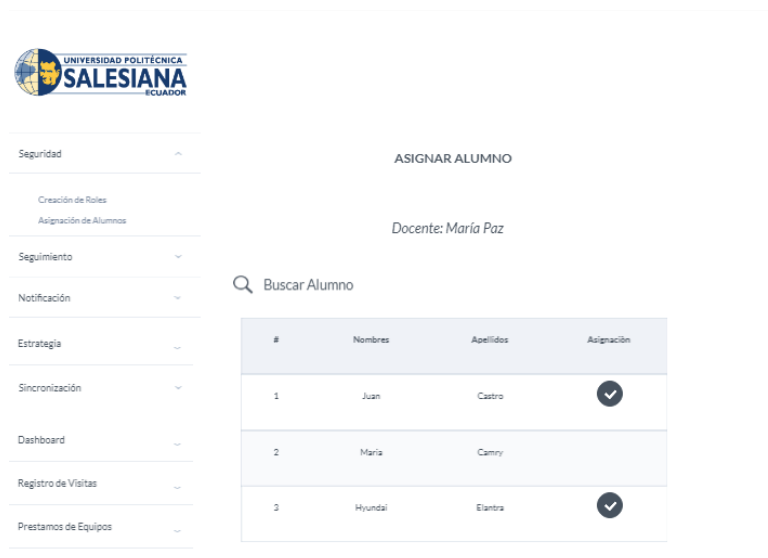 UNIVERSIDAD POLITÉCNICA
SALESIANA
ECUADOR
Seguridad
Creación de Roles
Asignación de Alumnos
Seguimiento
Notificación
Estrategia
Sincronización
Dashboard
Registro de Visitas
Prestamos de Equipos
ASIGNAR ALUMNO
Docente: María Paz
Buscar Alumno
# Nombres Apellidos Asignaciòn
1 Juan Castro
2 Maria Camry
3 Hyundai Elantra